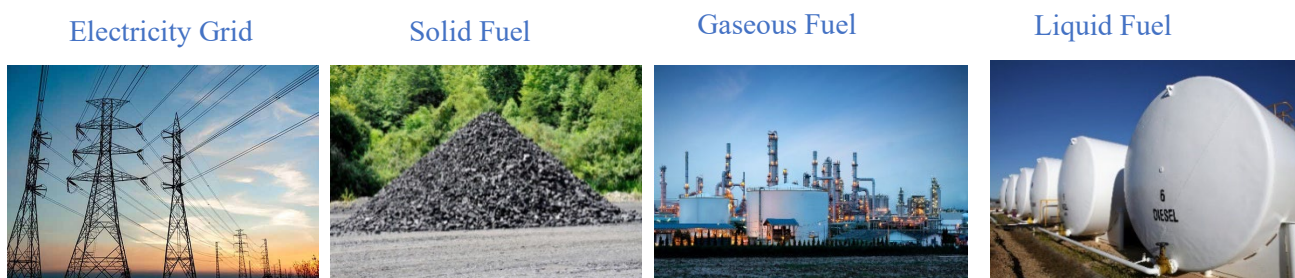 Electricity Grid
Solid Fuel
Gaseous Fuel
Liquid Fuel
6
DIESEL